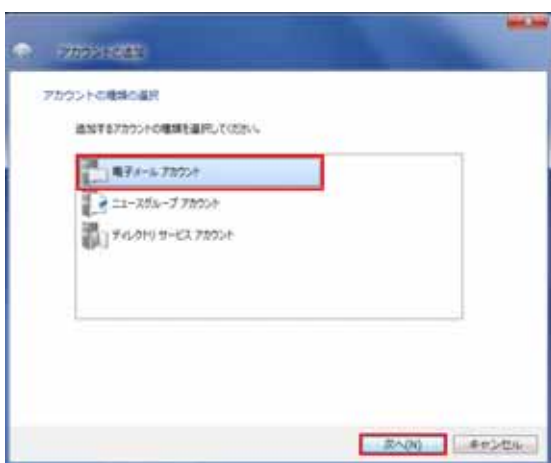 アカウントの追加
アカウントの種類の選択
追加するアカウントの種類を選択してください。
電子メール アカウント
ニュースグループ アカウント
ディレクトリ サービス アカウント
次へ(N)
キャンセル